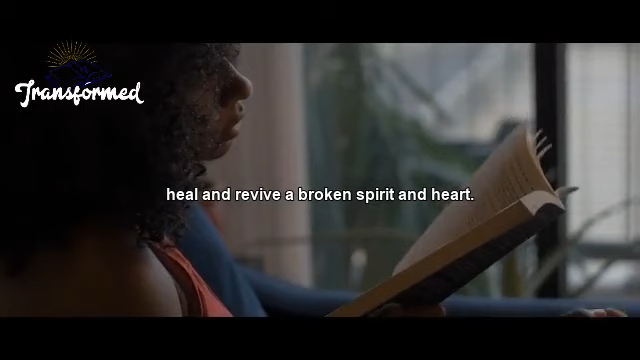 Transformed
heal and revive a broken spirit and heart.